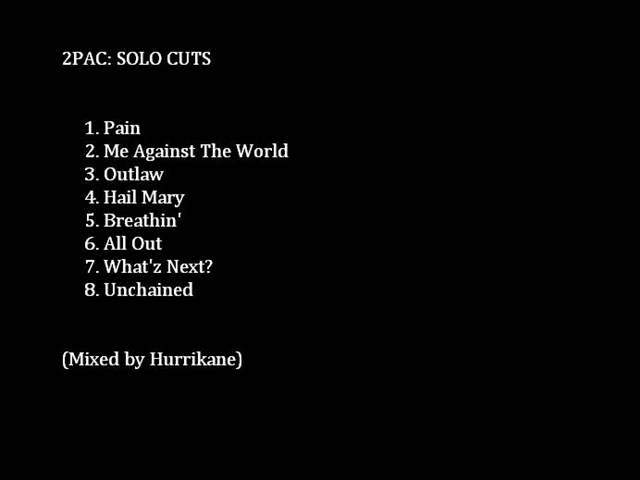 2PAC: SOLO CUTS
1. Pain
2. Me Against The World
3. Outlaw
4. Hail Mary
5. Breathin'
6. All Out
7. What'z Next?
8. Unchained
(Mixed by Hurrikane)